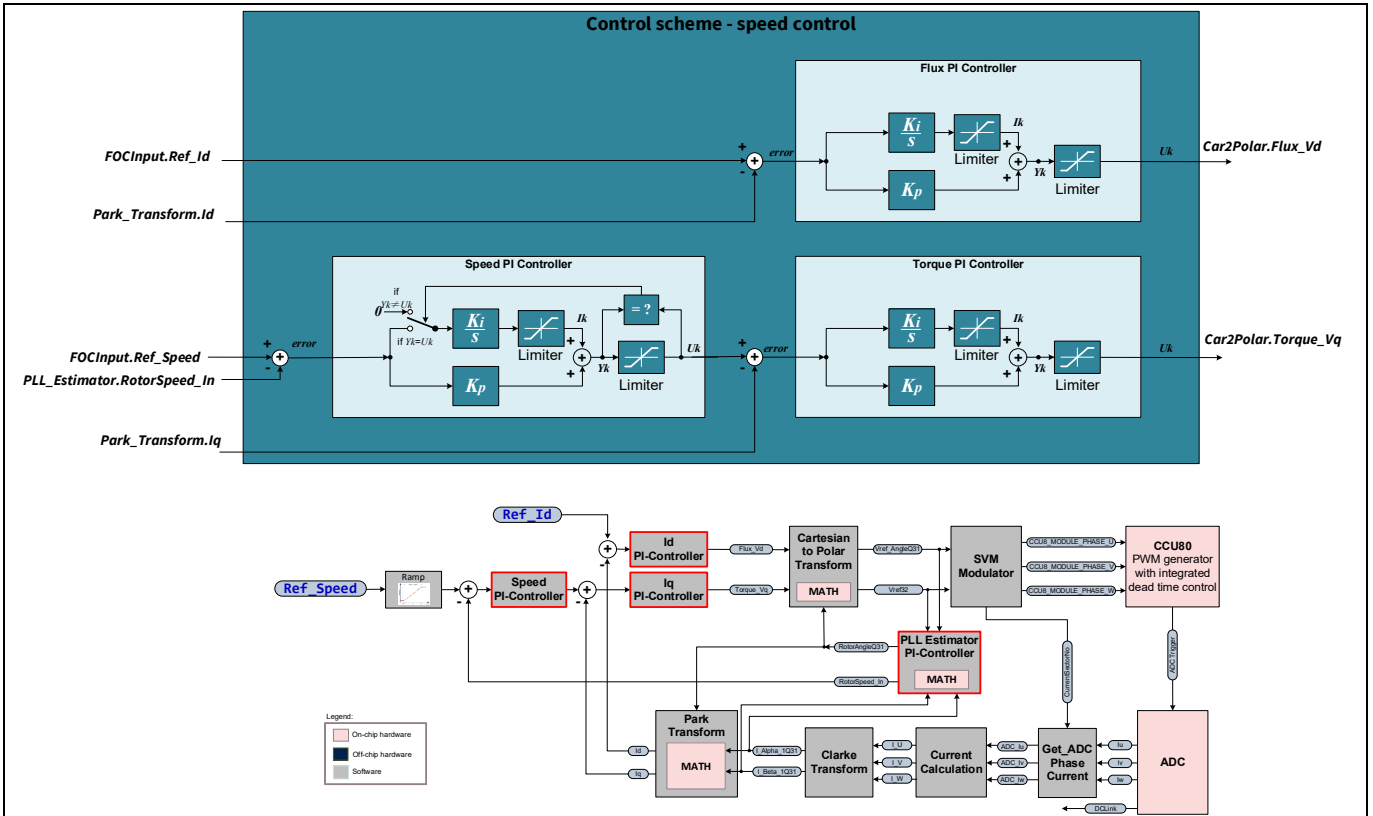 Control scheme - speed control
Flux PI Controller
Ki
s
Limiter
Ik
+
+
+
Yk
Limiter
Kp
Uk
Car2Polar.Flux_Vd
FOCInput.Ref_Id
+
-
+
error
Park_Transform.Id
Speed PI Controller
if
Yk≠Uk
0
if Yk=Uk
Ki
s
Limiter
Ik
+
+
+
Yk
= ?
Limiter
Uk
Kp
FOCInput.Ref_Speed
+
-
+
error
PLL_Estimator.RotorSpeed_In
Park_Transform.Iq
+
-
+
error
Torque PI Controller
Ki
s
Limiter
Ik
+
+
+
Yk
Limiter
Kp
Uk
Car2Polar.Torque_Vq
Ref_Id
+
-
Id
PI-Controller
Flux_Vd
Cartesian
to Polar
Transform
MATH
Vref_AngleQ31
Vref32
SVM
Modulator
CCU8_MODULE_PHASE_U
CCU8_MODULE_PHASE_V
CCU8_MODULE_PHASE_W
CCU80
PWM generator
with integrated
dead time control
Ref_Speed
Ramp
+
-
Speed
PI-Controller
+
-
Iq
PI-Controller
Torque_Vq
PLL Estimator
PI-Controller
MATH
RotorAngleQ31
RotorSpeed_In
CurrentSectorNo
ADC Trigger
Legend:
On-chip hardware
Off-chip hardware
Software
Park
Transform
MATH
Id
Iq
I_Alpha_1Q31
I_Beta_1Q31
Clarke
Transform
I_U
I_V
I_W
Current
Calculation
ADC_Iu
ADC_Iv
ADC_Iw
Get_ADC
Phase
Current
Iu
Iv
Iw
ADC
DCLink